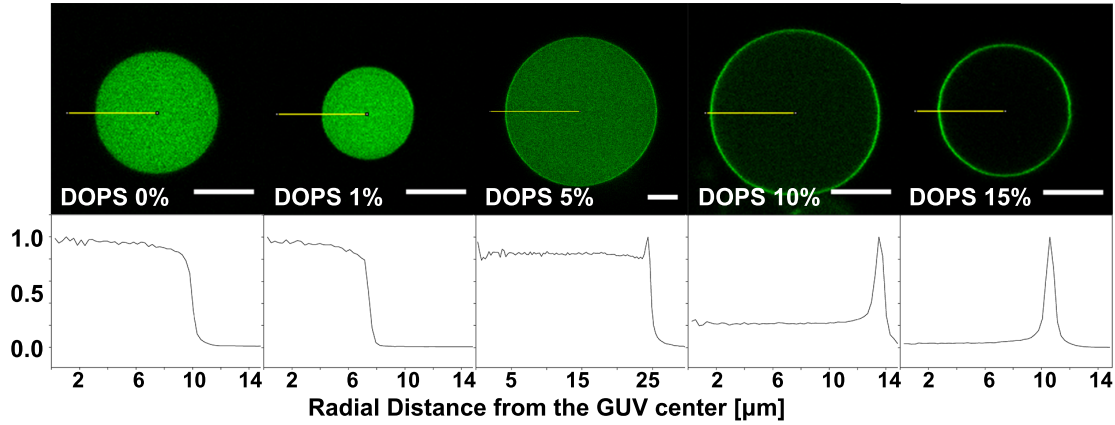 DOPS 0% DOPS 1% DOPS 5% DOPS 10% DOPS 15%
1.0
0.5
0.0
2 6 10 14 2 6 10 14 5 15 25 2 6 10 14 2 6 10 14
Radial Distance from the GUV center [µm]